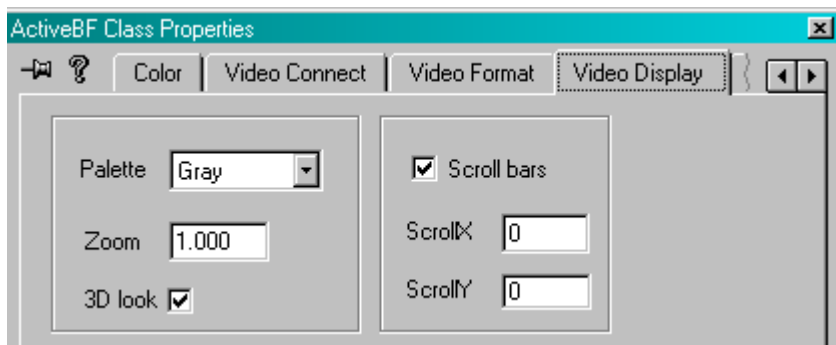 ActiveBF Class Properties
? Color Video Connect Video Format Video Display
Palette Gray
Zoom 1.000
3D look
Scroll bars
ScrollX 0
ScrollY 0